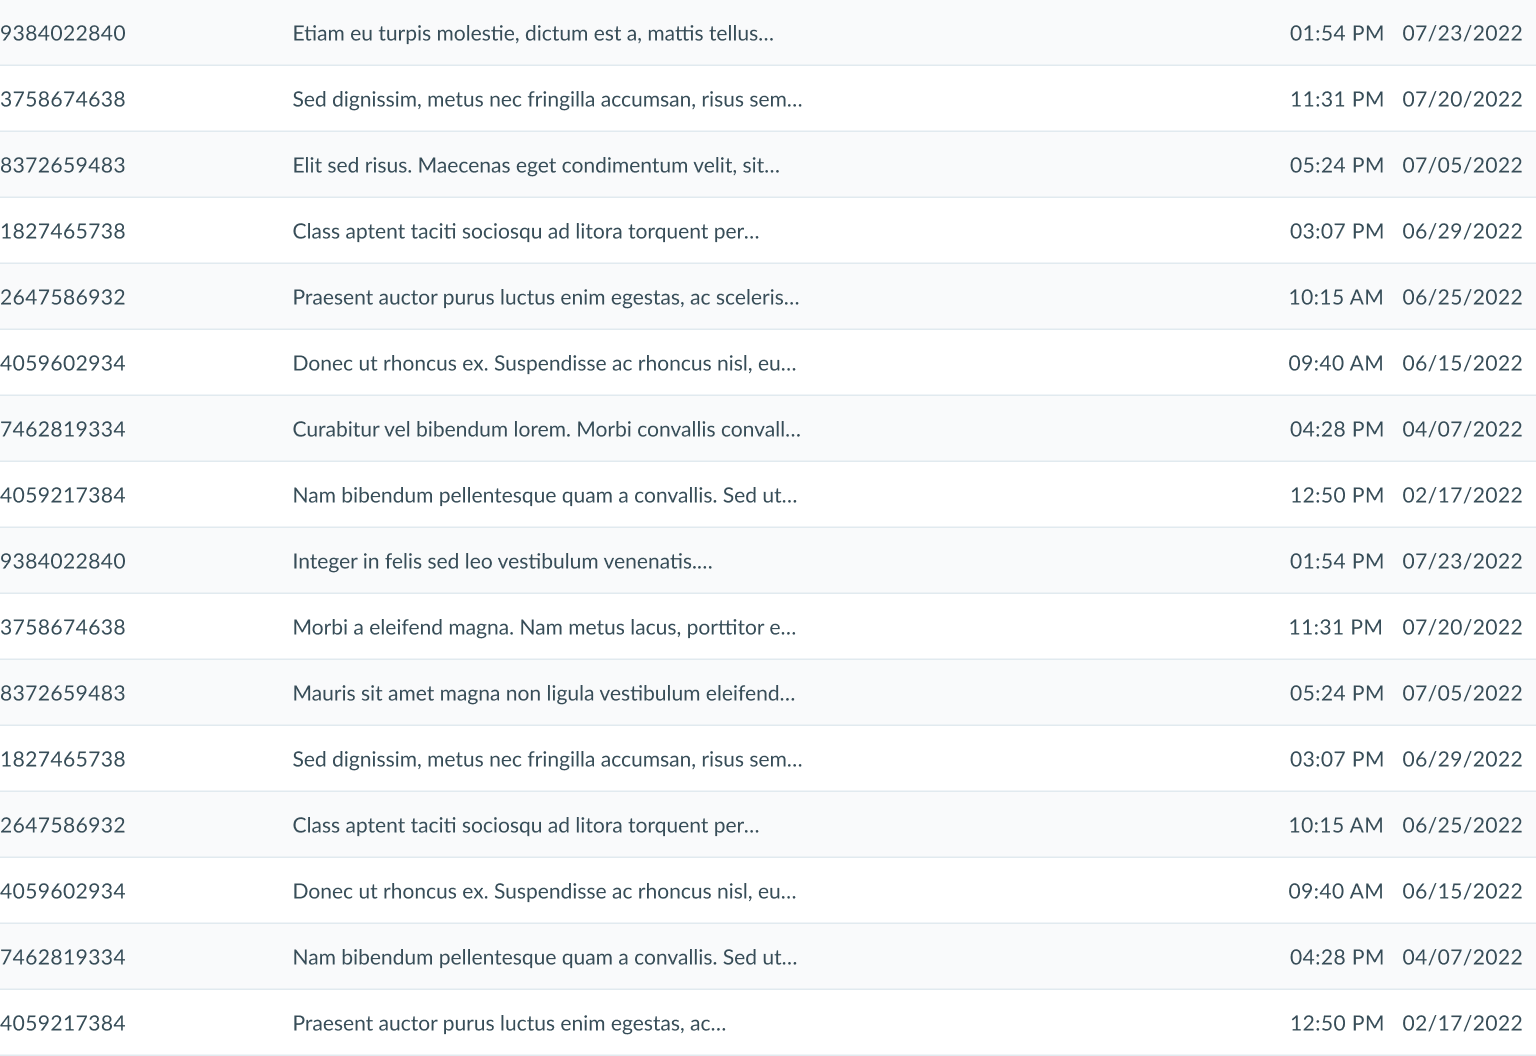 9384022840 Etiam eu turpis molestie, dictum est a, mattis tellus... 01:54 PM 07/23/2022
3758674638 Sed dignissim, metus nec fringilla accumsan, risus sem... 11:31 PM 07/20/2022
8372659483 Elit sed risus. Maecenas eget condimentum velit, sit... 05:24 PM 07/05/2022
1827465738 Class aptent taciti sociosqu ad litora torquent per... 03:07 PM 06/29/2022
2647586932 Praesent auctor purus luctus enim egestas, ac sceleris... 10:15 AM 06/25/2022
4059602934 Donec ut rhoncus ex. Suspendisse ac rhoncus nisl, eu... 09:40 AM 06/15/2022
7462819334 Curabitur vel bibendum lorem. Morbi convallis convall... 04:28 PM 04/07/2022
4059217384 Nam bibendum pellentesque quam a convallis. Sed ut... 12:50 PM 02/17/2022
9384022840 Integer in felis sed leo vestibulum venenatis.... 01:54 PM 07/23/2022
3758674638 Morbi a eleifend magna. Nam metus lacus, porttitor e... 11:31 PM 07/20/2022
8372659483 Mauris sit amet magna non ligula vestibulum eleifend... 05:24 PM 07/05/2022
1827465738 Sed dignissim, metus nec fringilla accumsan, risus sem... 03:07 PM 06/29/2022
2647586932 Class aptent taciti sociosqu ad litora torquent per... 10:15 AM 06/25/2022
4059602934 Donec ut rhoncus ex. Suspendisse ac rhoncus nisl, eu... 09:40 AM 06/15/2022
7462819334 Nam bibendum pellentesque quam a convallis. Sed ut... 04:28 PM 04/07/2022
4059217384 Praesent auctor purus luctus enim egestas, ac... 12:50 PM 02/17/2022